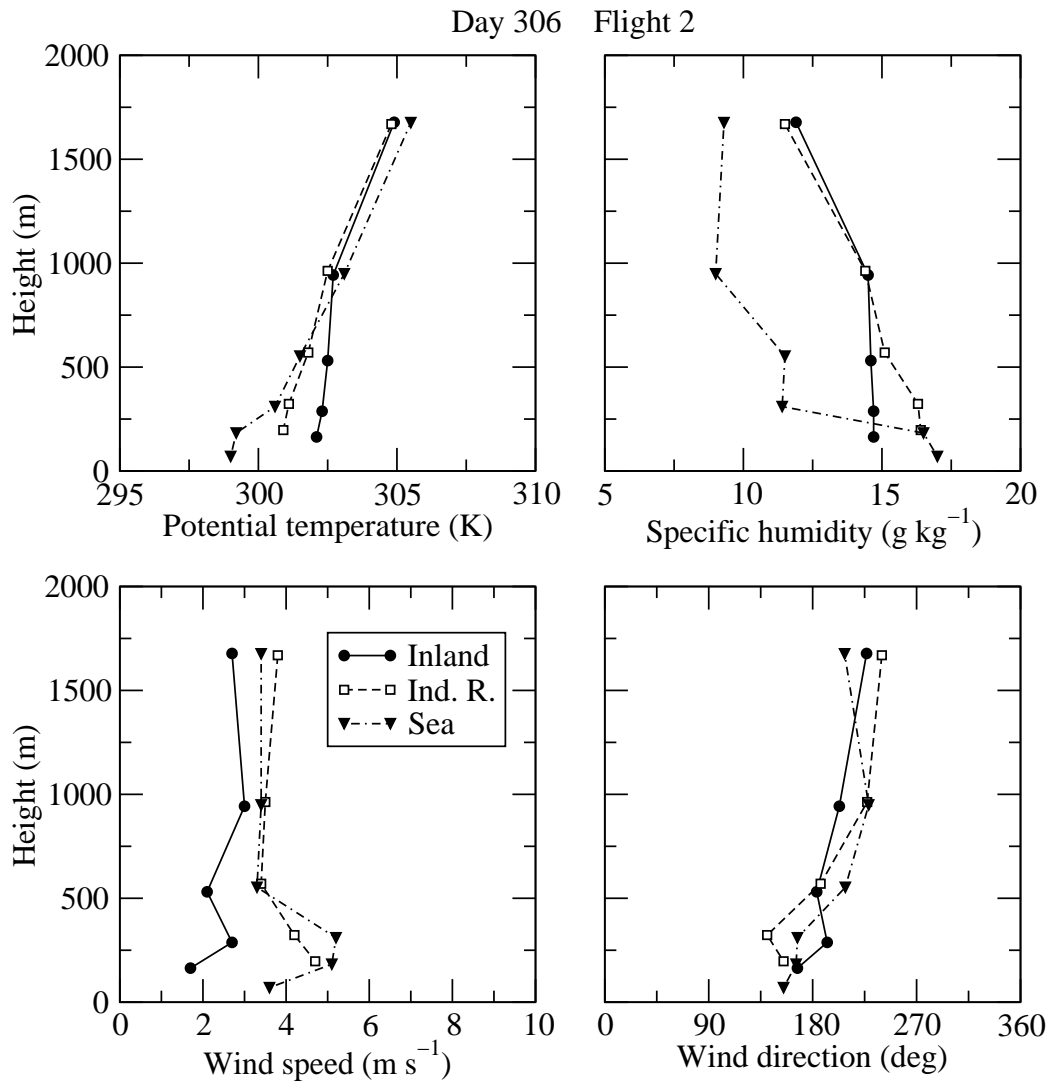 Day 306    Flight 2
2000
1500
1000
500
0
Height (m)
295 300 305 310
Potential temperature (K)
5 10 15 20
Specific humidity (g kg⁻¹)
2000
1500
1000
500
0
Height (m)
Inland
Ind. R.
Sea
0 2 4 6 8 10
Wind speed (m s⁻¹)
0 90 180 270 360
Wind direction (deg)